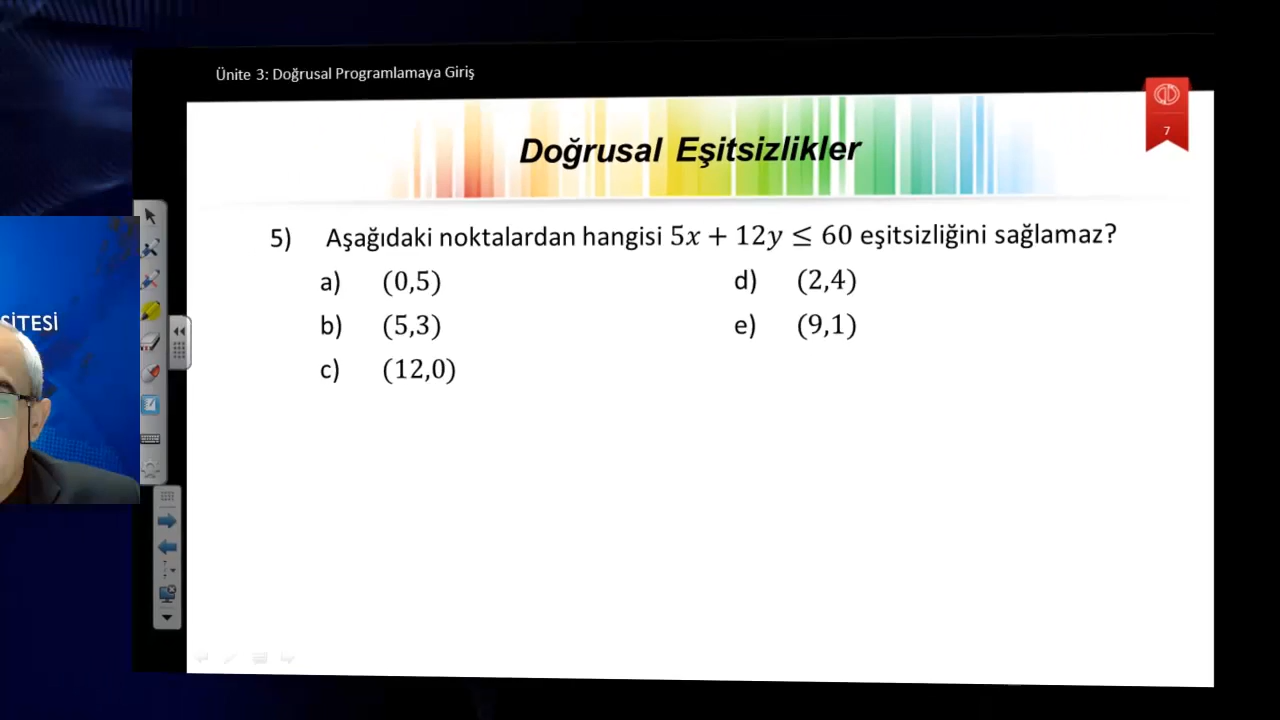 Ünite 3: Doğrusal Programlamaya Giriş
7
Doğrusal Eşitsizlikler
5) Aşağıdaki noktalardan hangisi 5x + 12y ≤ 60 eşitsizliğini sağlamaz?
a) (0,5)
d) (2,4)
b) (5,3)
e) (9,1)
c) (12,0)
SİTESİ